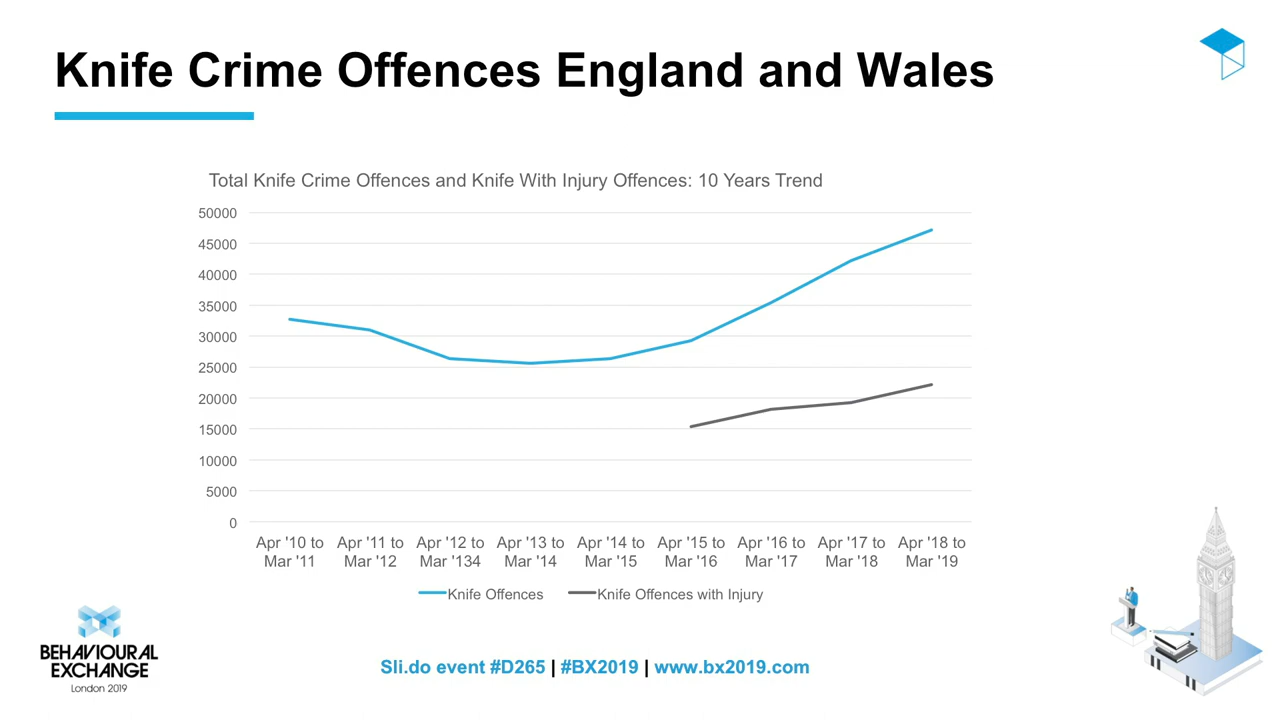 Knife Crime Offences England and Wales
Total Knife Crime Offences and Knife With Injury Offences: 10 Years Trend
50000
45000
40000
35000
30000
25000
20000
15000
10000
5000
0
Apr '10 to Apr '11 to Apr '12 to Apr '13 to Apr '14 to Apr '15 to Apr '16 to Apr '17 to Apr '18 to
Mar '11 Mar '12 Mar '134 Mar '14 Mar '15 Mar '16 Mar '17 Mar '18 Mar '19
Knife Offences Knife Offences with Injury
BEHAVIOURAL
EXCHANGE
London 2019
Sli.do event #D265 | #BX2019 | www.bx2019.com